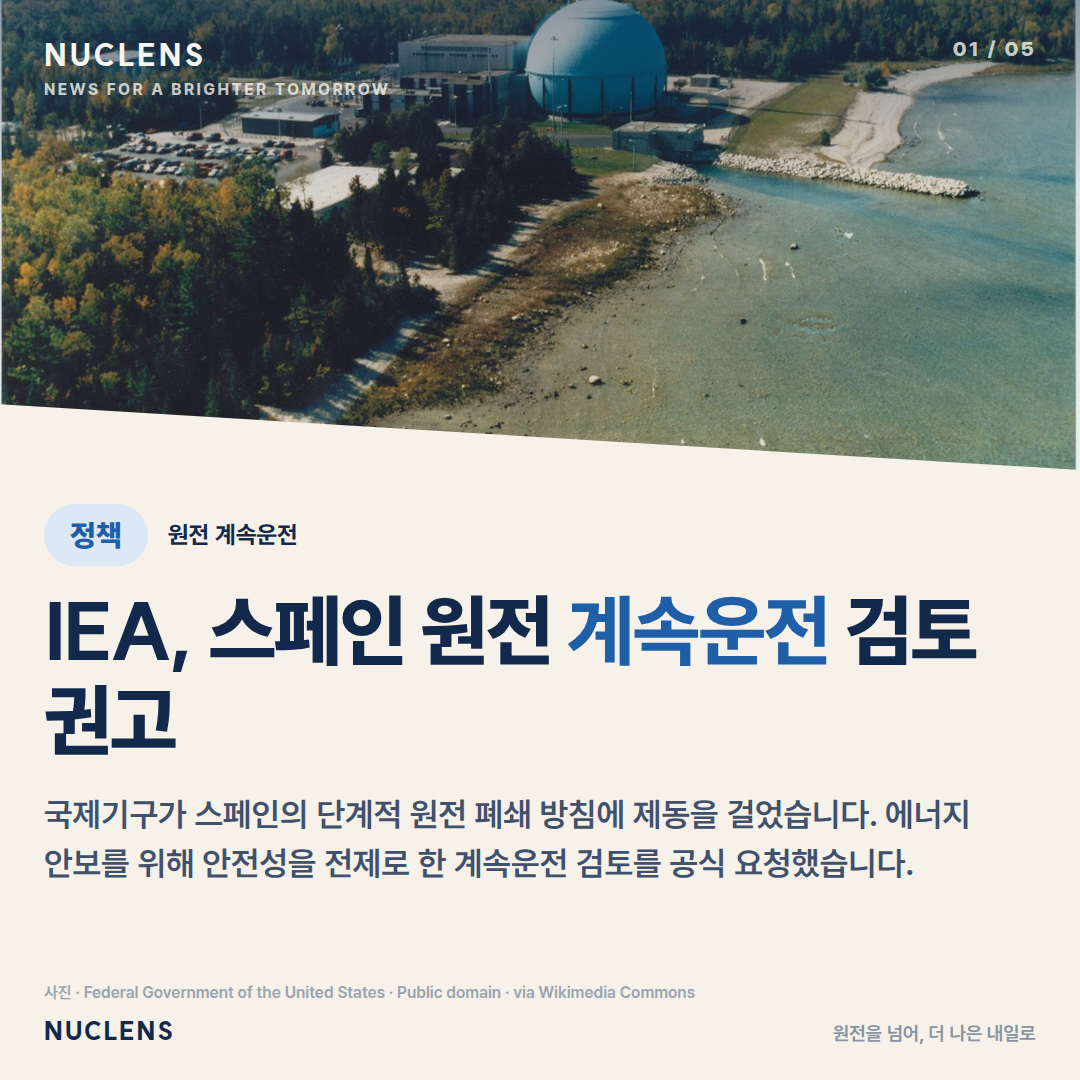 NUCLENS
01 / 05
NEWS FOR A BRIGHTER TOMORROW
정책
원전 계속운전
IEA, 스페인 원전 계속운전 검토
권고
국제기구가 스페인의 단계적 원전 폐쇄 방침에 제동을 걸었습니다. 에너지
안보를 위해 안전성을 전제로 한 계속운전 검토를 공식 요청했습니다.
사진 · Federal Government of the United States · Public domain · via Wikimedia Commons
NUCLENS
원전을 넘어, 더 나은 내일로